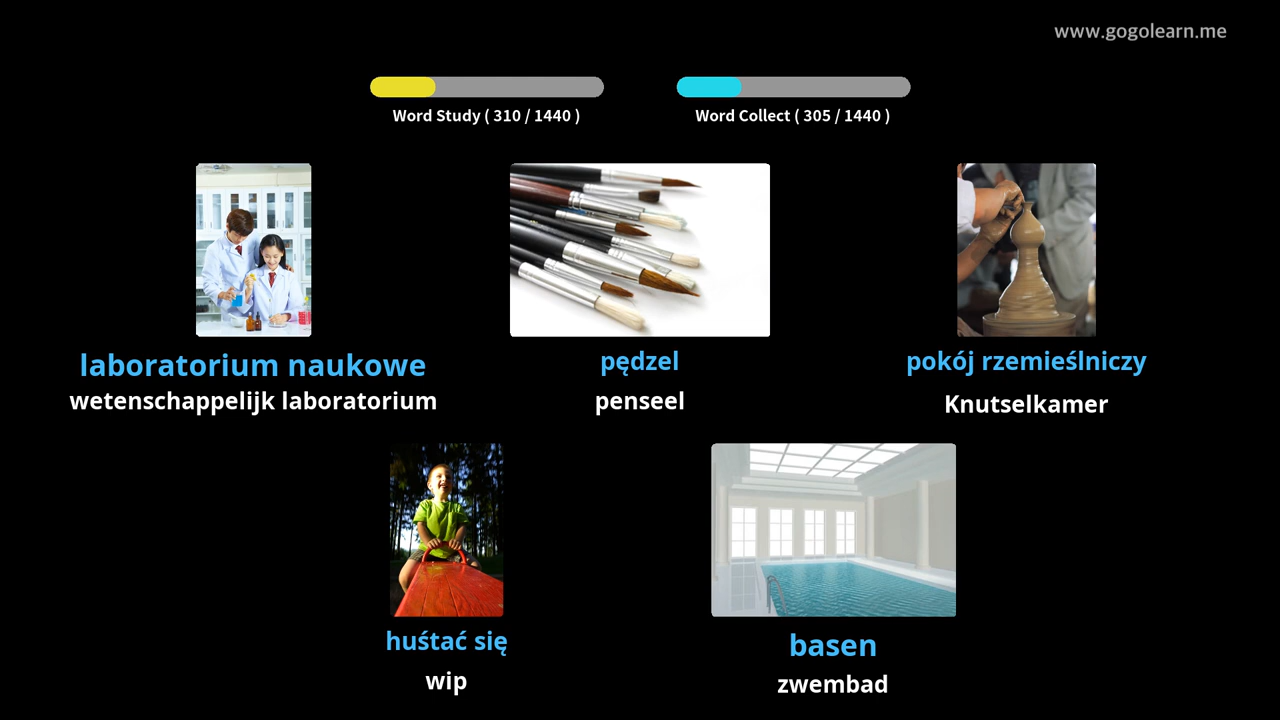 www.gogolearn.me
Word Study ( 310 / 1440 )
Word Collect ( 305 / 1440 )
laboratorium naukowe
wetenschappelijk laboratorium
pędzel
penseel
pokój rzemieślniczy
Knutselkamer
huśtać się
wip
basen
zwembad